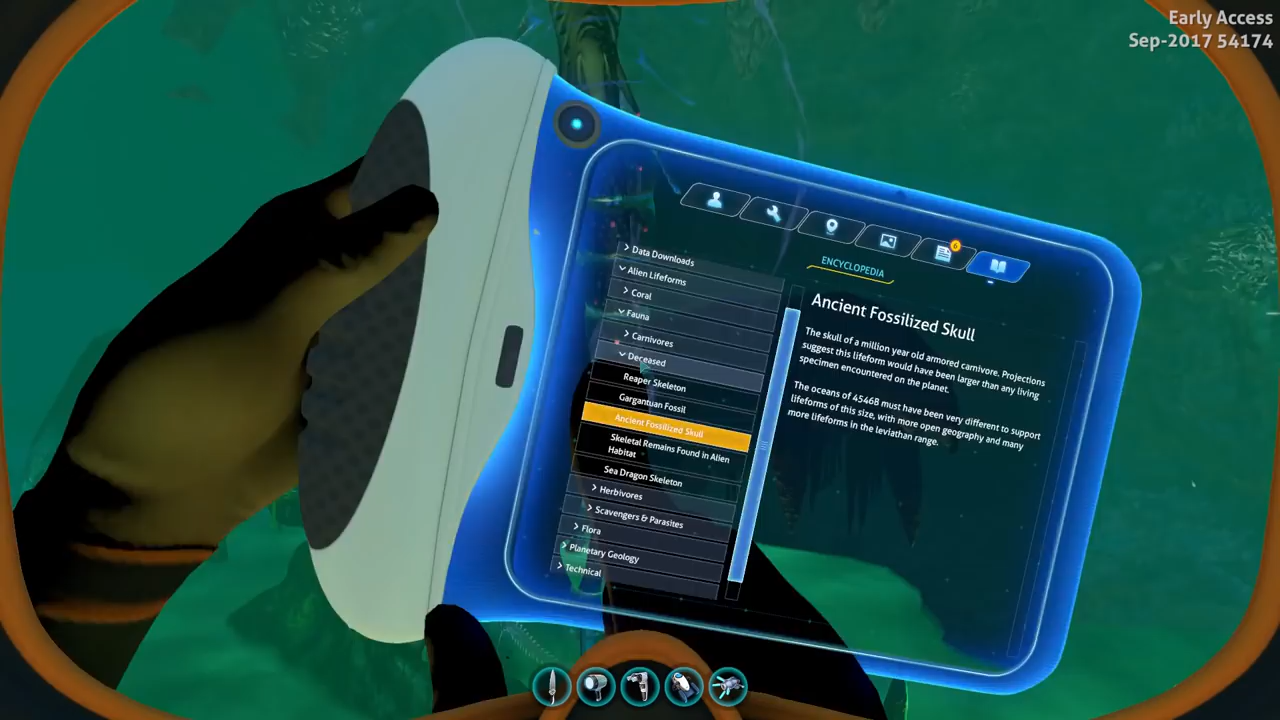 Early Access
Sep-2017 54174
6
ENCYCLOPEDIA
Data Downloads
Alien Lifeforms
Coral
Fauna
Carnivores
Deceased
Reaper Skeleton
Gargantuan Fossil
Ancient Fossilized Skull
Skeletal Remains Found in Alien
Habitat
Sea Dragon Skeleton
Herbivores
Scavengers & Parasites
Flora
Planetary Geology
Technical
Ancient Fossilized Skull
The skull of a million year old armored carnivore. Projections
suggest this lifeform would have been larger than any living
specimen encountered on the planet.
The oceans of 4546B must have been very different to support
lifeforms of this size, with more open geography and many
more lifeforms in the leviathan range.